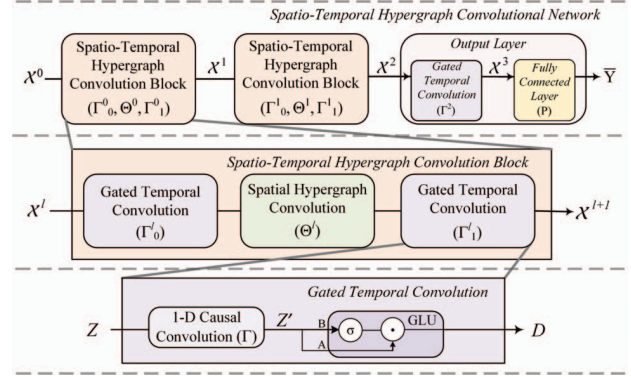 Spatio-Temporal Hypergraph Convolutional Network
X⁰
Spatio-Temporal
Hypergraph
Convolution Block
(Γ⁰₀, Θ⁰, Γ⁰₁)
X¹
Spatio-Temporal
Hypergraph
Convolution Block
(Γ¹₀, Θ¹, Γ¹₁)
X²
Output Layer
Gated
Temporal
Convolution
(Γ²)
X³
Fully
Connected
Layer
(P)
Ȳ
Spatio-Temporal Hypergraph Convolution Block
Xˡ
Gated Temporal
Convolution
(Γˡ₀)
Spatial Hypergraph
Convolution
(Θˡ)
Gated Temporal
Convolution
(Γˡ₁)
Xˡ⁺¹
Gated Temporal Convolution
Z
1-D Causal
Convolution (Γ)
Z'
B
A
σ
·
GLU
D